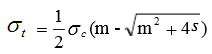 σ_t = 1/2 σ_c (m - √(m² + 4s))